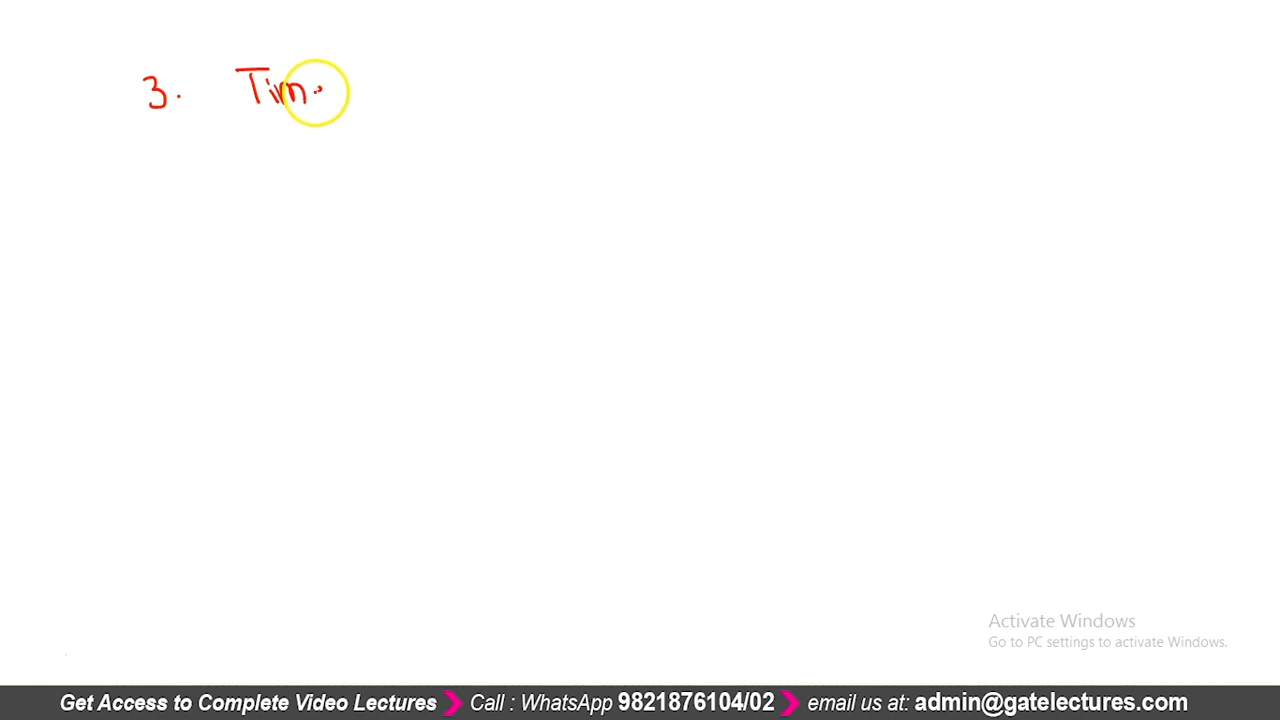 3. Tim
Activate Windows
Go to PC settings to activate Windows.
Get Access to Complete Video Lectures Call : WhatsApp 9821876104/02 email us at: admin@gatelectures.com